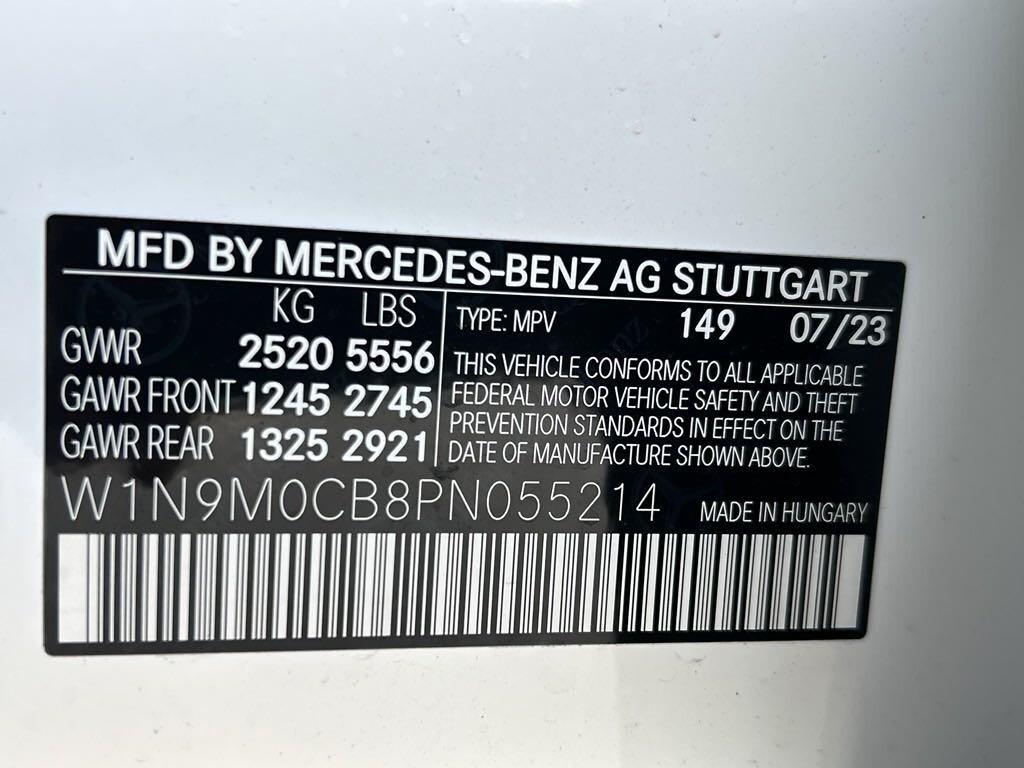 MFD BY MERCEDES-BENZ AG STUTTGART
KG LBS
GVWR 2520 5556
GAWR FRONT 1245 2745
GAWR REAR 1325 2921
TYPE: MPV 149 07/23
THIS VEHICLE CONFORMS TO ALL APPLICABLE
FEDERAL MOTOR VEHICLE SAFETY AND THEFT
PREVENTION STANDARDS IN EFFECT ON THE
DATE OF MANUFACTURE SHOWN ABOVE.
W1N9M0CB8PN055214 MADE IN HUNGARY